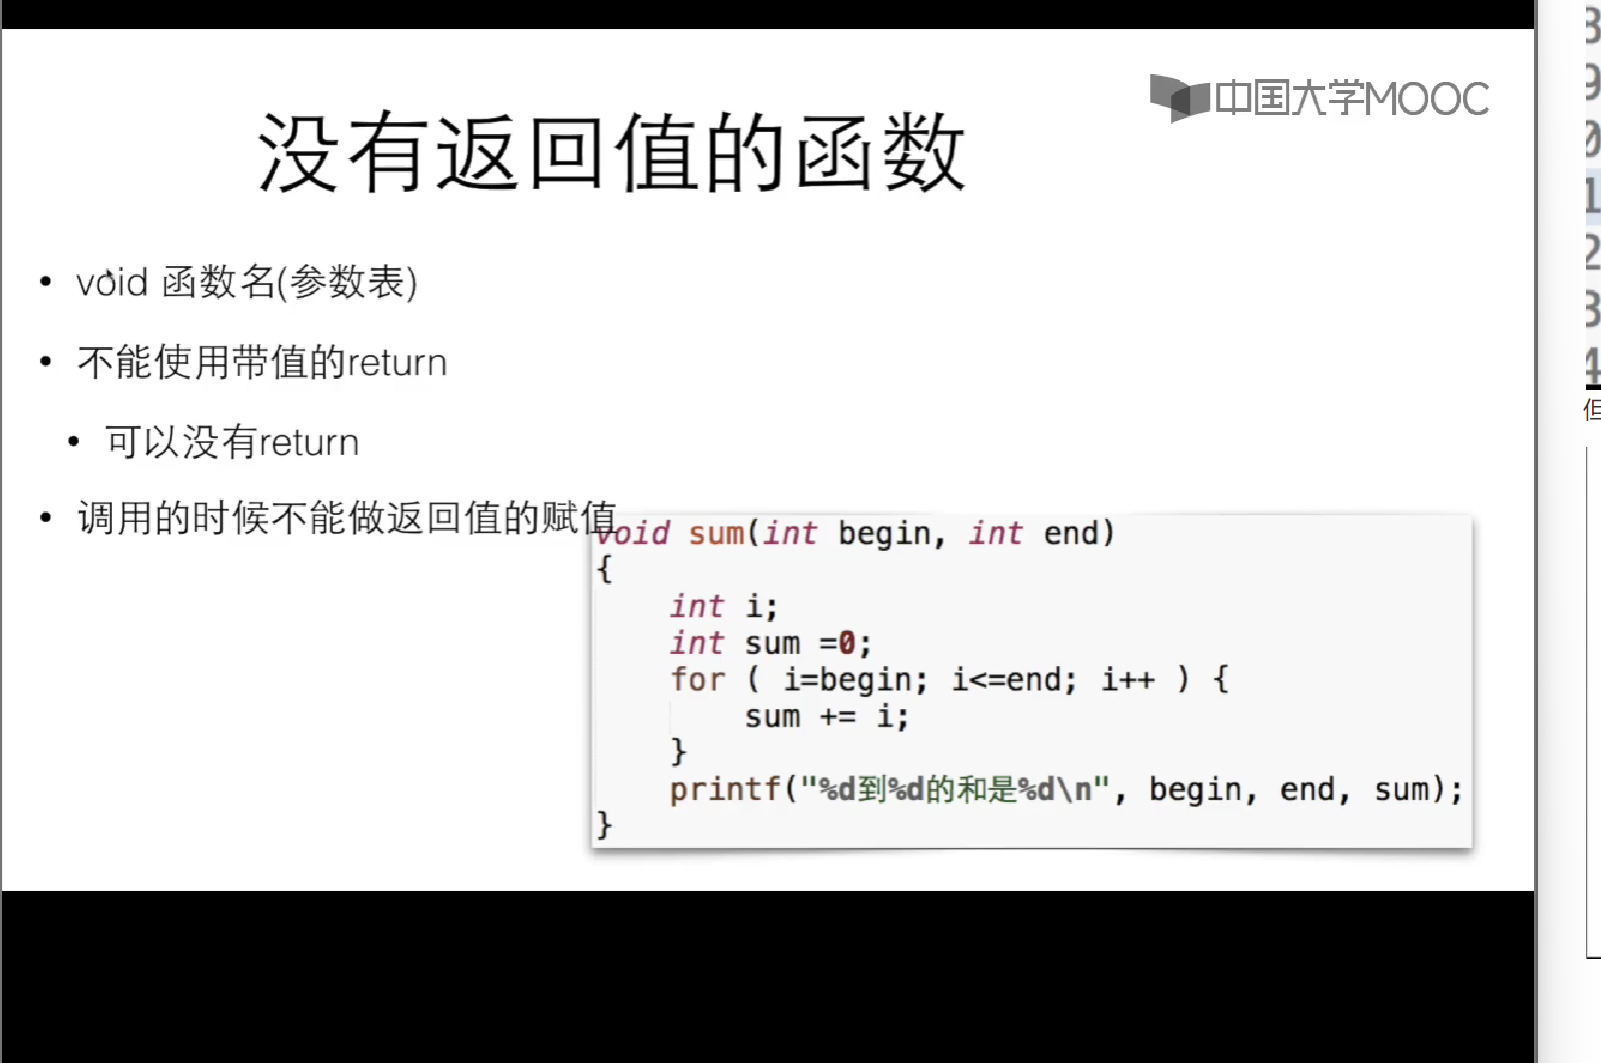 中国大学MOOC
没有返回值的函数
• void 函数名(参数表)
• 不能使用带值的return
• 可以没有return
• 调用的时候不能做返回值的赋值
void sum(int begin, int end)
{
    int i;
    int sum =0;
    for ( i=begin; i<=end; i++ ) {
        sum += i;
    }
    printf("%d到%d的和是%d\n", begin, end, sum);
}
8
9
0
1
2
3
4
但